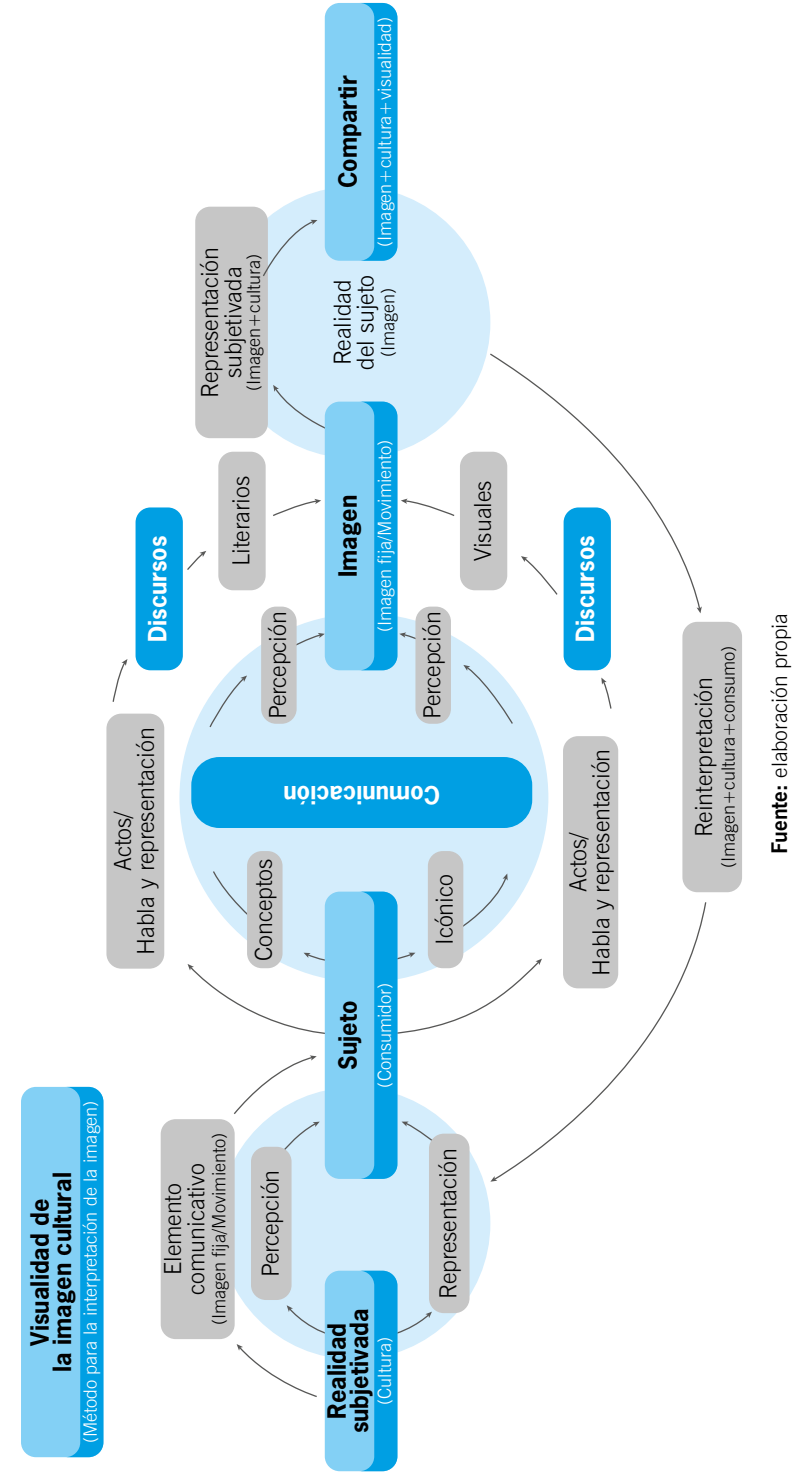 Visualidad de
la imagen cultural
(Método para la interpretación de la imagen)
Realidad
subjetivada
(Cultura)
Elemento
comunicativo
(Imagen fija/Movimiento)
Percepción
Representación
Sujeto
(Consumidor)
Actos/
Habla y representación
Conceptos
Icónico
Actos/
Habla y representación
Comunicación
Percepción
Percepción
Discursos
Literarios
Imagen
(Imagen fija/Movimiento)
Visuales
Discursos
Representación
subjetivada
(Imagen+cultura)
Realidad
del sujeto
(Imagen)
Compartir
(Imagen+cultura+visualidad)
Reinterpretación
(Imagen+cultura+consumo)
Fuente: elaboración propia